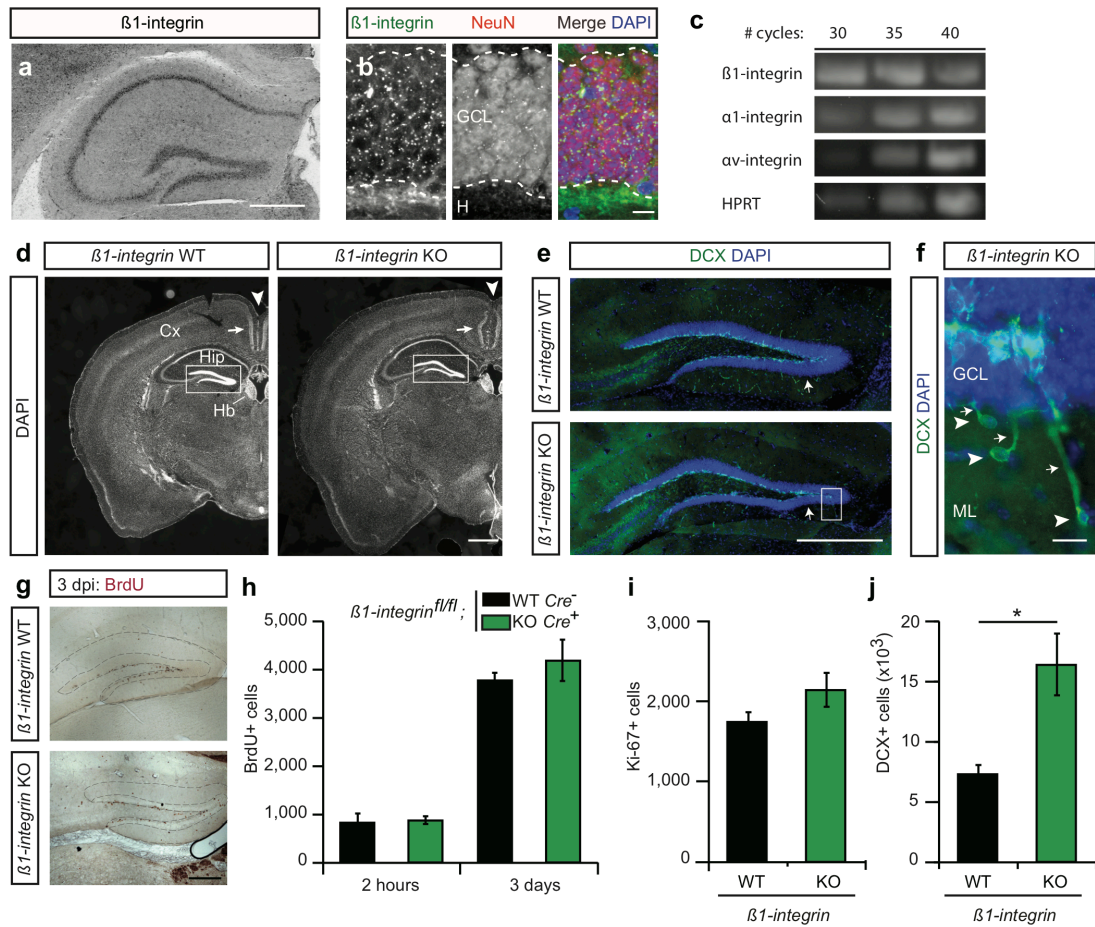 ß1-integrin
a
ß1-integrin NeuN Merge DAPI
b
GCL
H
c
# cycles: 30 35 40
ß1-integrin
α1-integrin
αv-integrin
HPRT
d
ß1-integrin WT
ß1-integrin KO
DAPI
Cx
Hip
Hb
e
DCX DAPI
ß1-integrin WT
ß1-integrin KO
f
ß1-integrin KO
DCX DAPI
GCL
ML
g
3 dpi: BrdU
ß1-integrin WT
ß1-integrin KO
h
ß1-integrin fl/fl ;
WT Cre-
KO Cre+
BrdU+ cells
5,000
4,000
3,000
2,000
1,000
0
2 hours 3 days
i
Ki-67+ cells
3,000
2,000
1,000
0
WT KO
ß1-integrin
j
DCX+ cells (x103)
20
15
10
5
0
*
WT KO
ß1-integrin